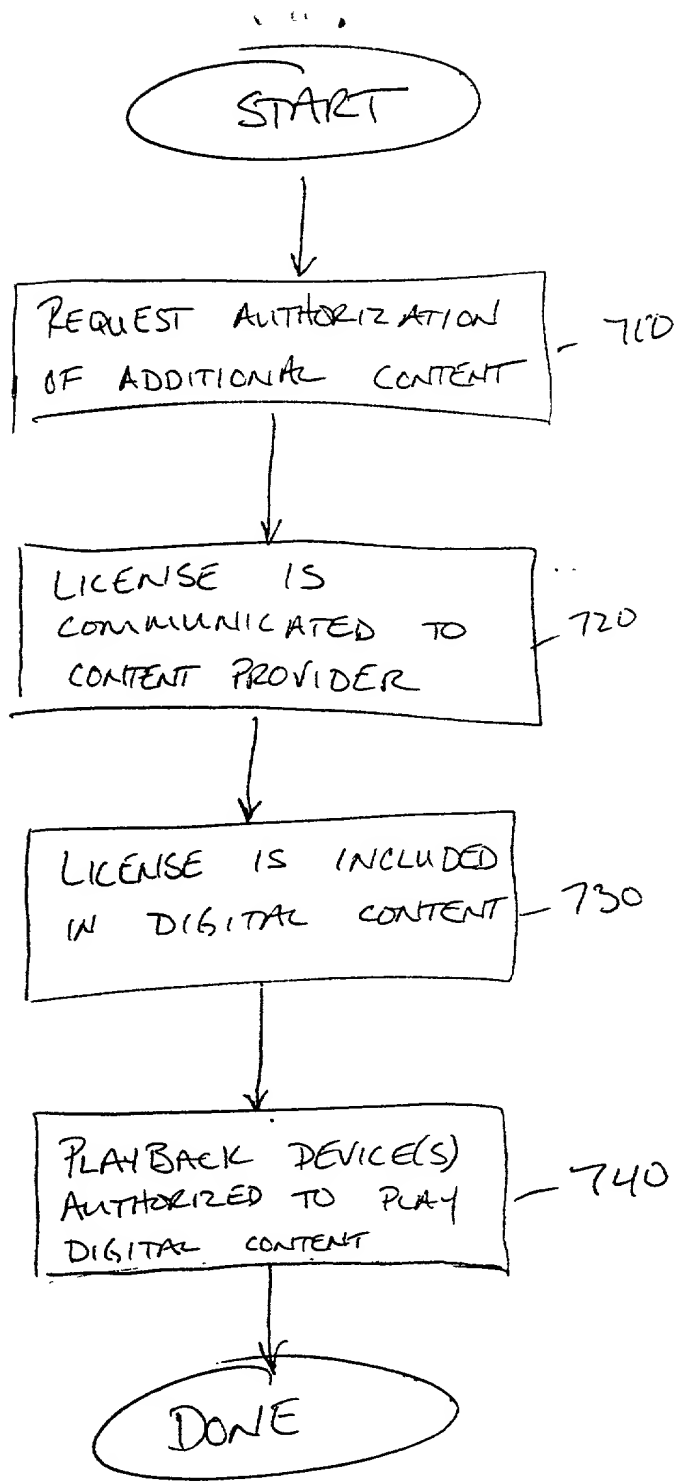 START
REQUEST AUTHORIZATION
OF ADDITIONAL CONTENT
710
LICENSE IS
COMMUNICATED TO
CONTENT PROVIDER
720
LICENSE IS INCLUDED
IN DIGITAL CONTENT
730
PLAYBACK DEVICE(S)
AUTHORIZED TO PLAY
DIGITAL CONTENT
740
DONE